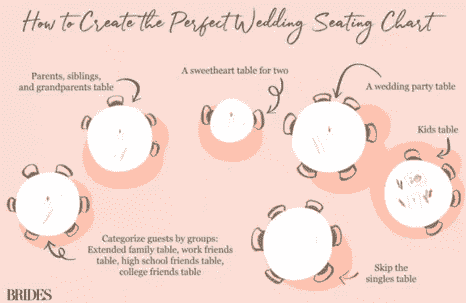 How to Create the Perfect Wedding Seating Chart
Parents, siblings,
and grandparents table
A sweetheart table for two
A wedding party table
Kids table
Categorize guests by groups:
Extended family table, work friends
table, high school friends table,
college friends table
Skip the
singles table
BRIDES